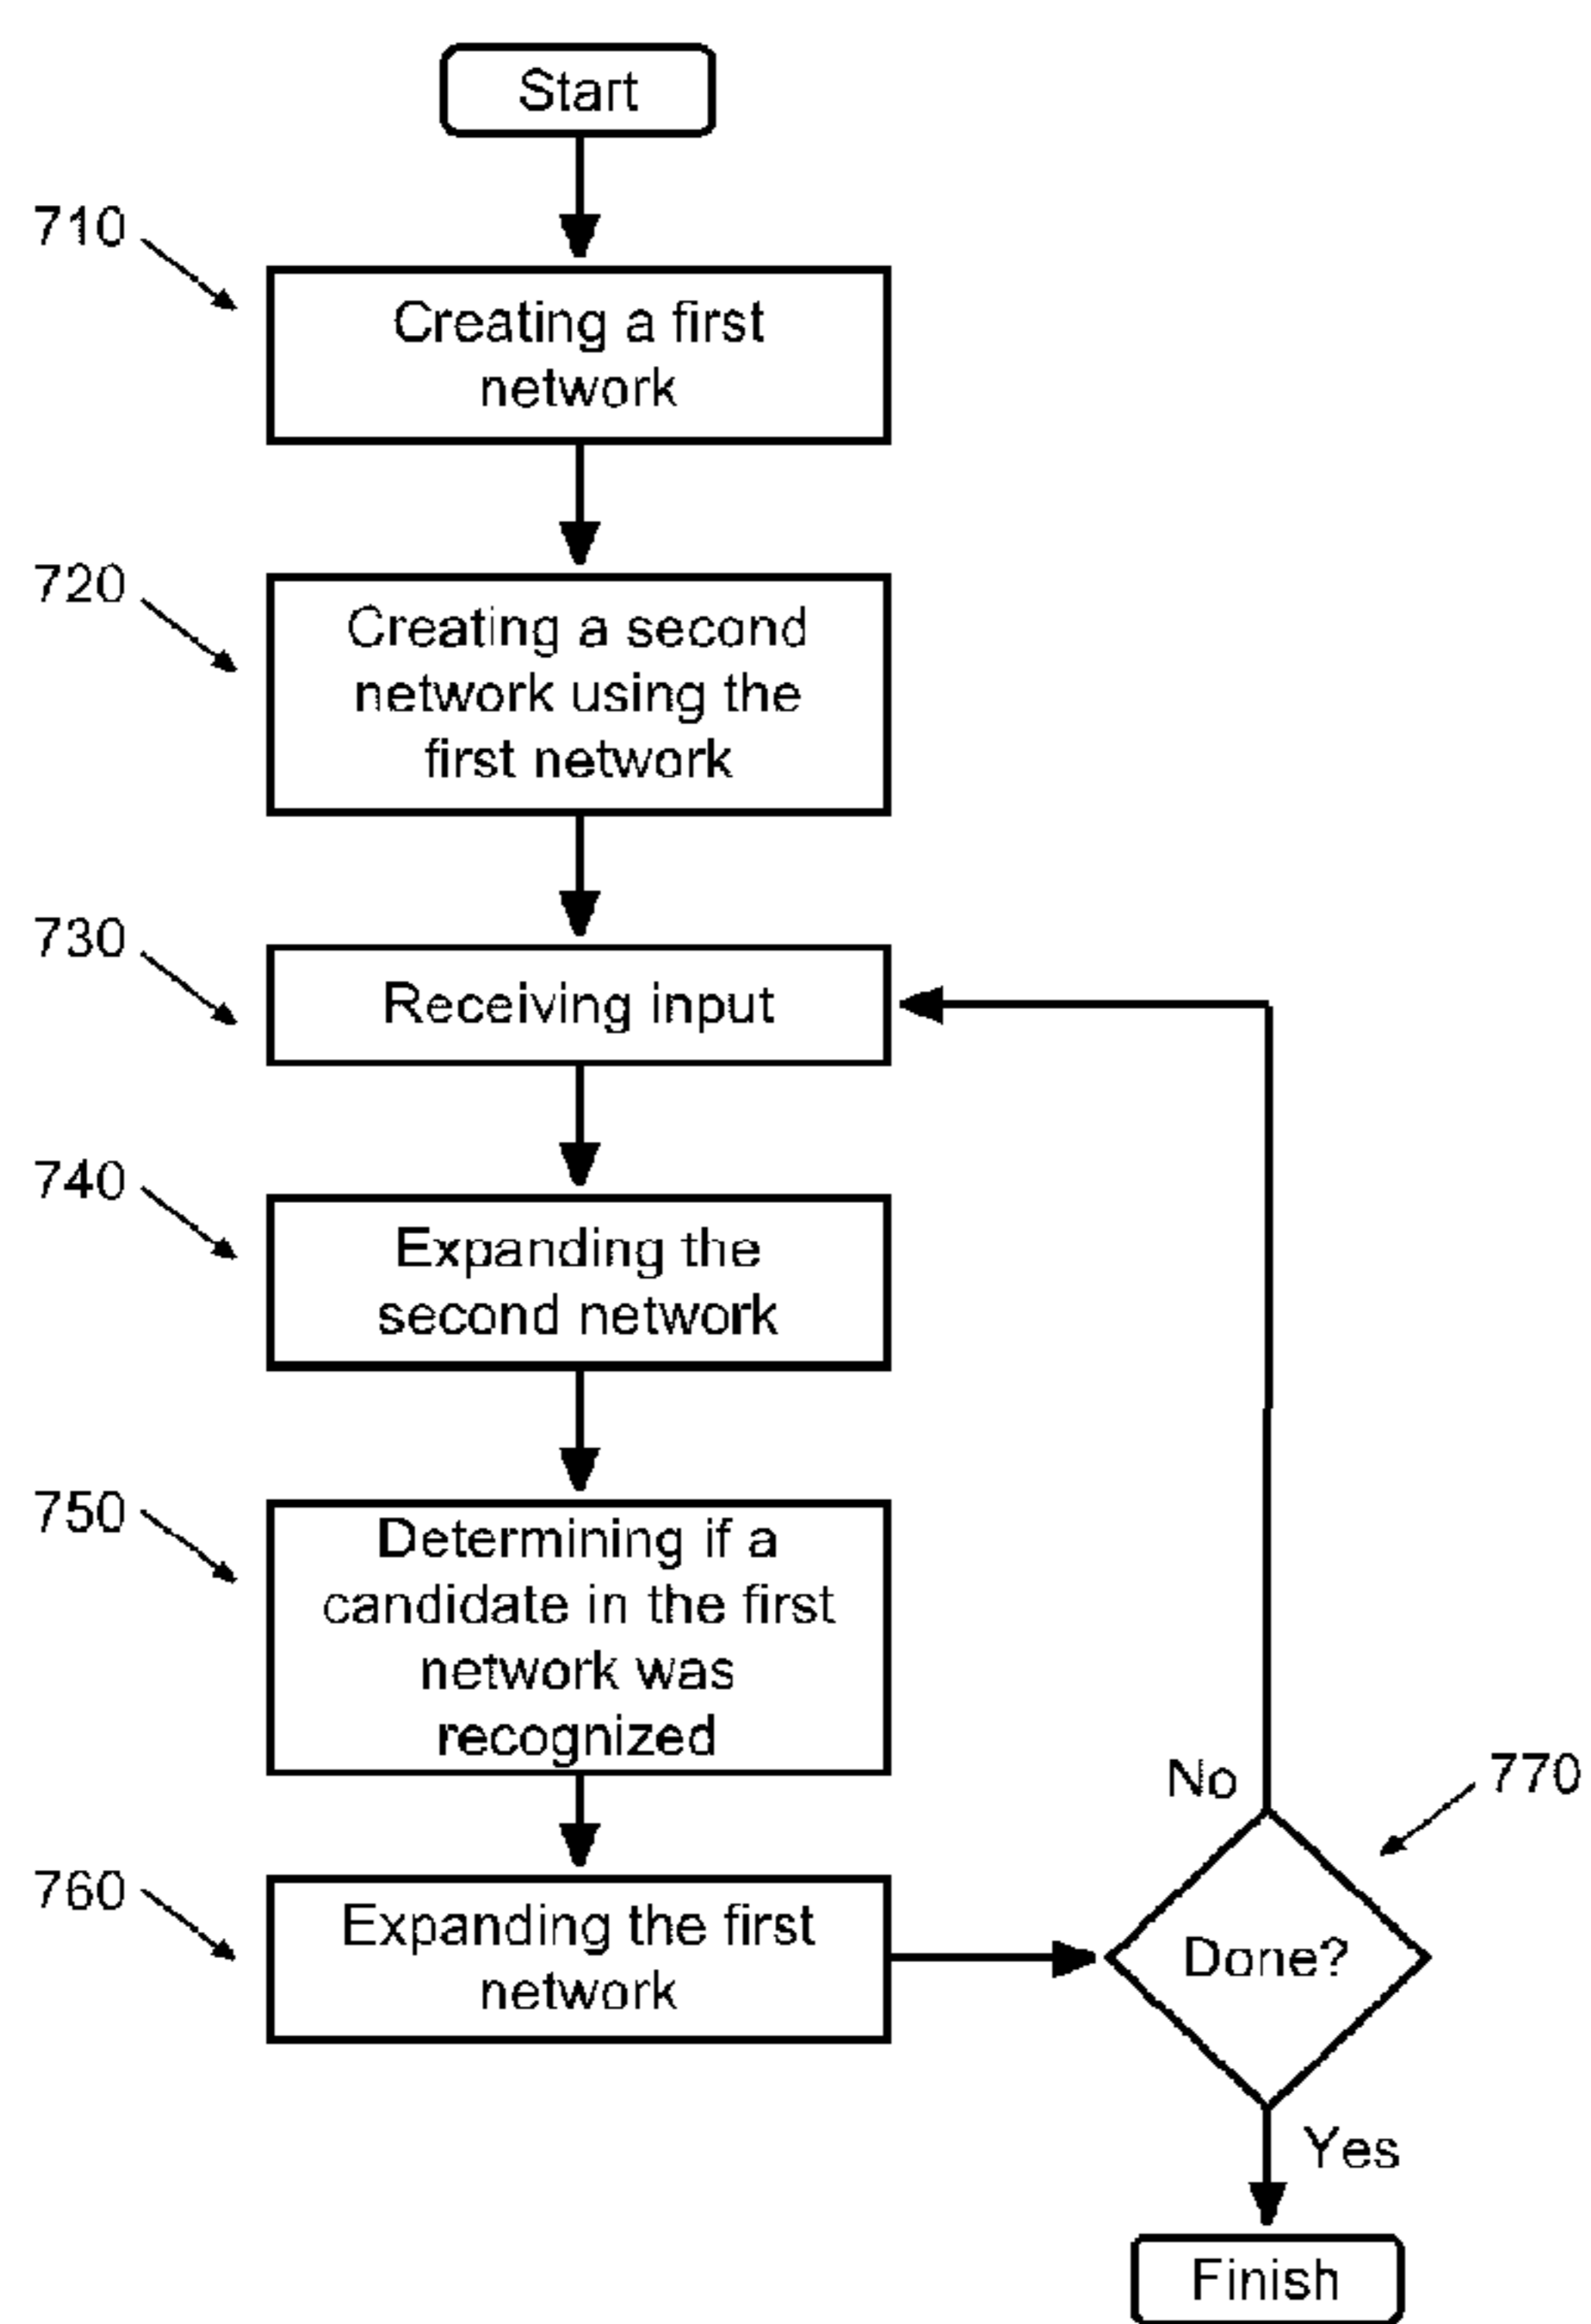 Start
710
Creating a first
network
720
Creating a second
network using the
first network
730
Receiving input
740
Expanding the
second network
750
Determining if a
candidate in the first
network was
recognized
760
Expanding the first
network
No
770
Done?
Yes
Finish